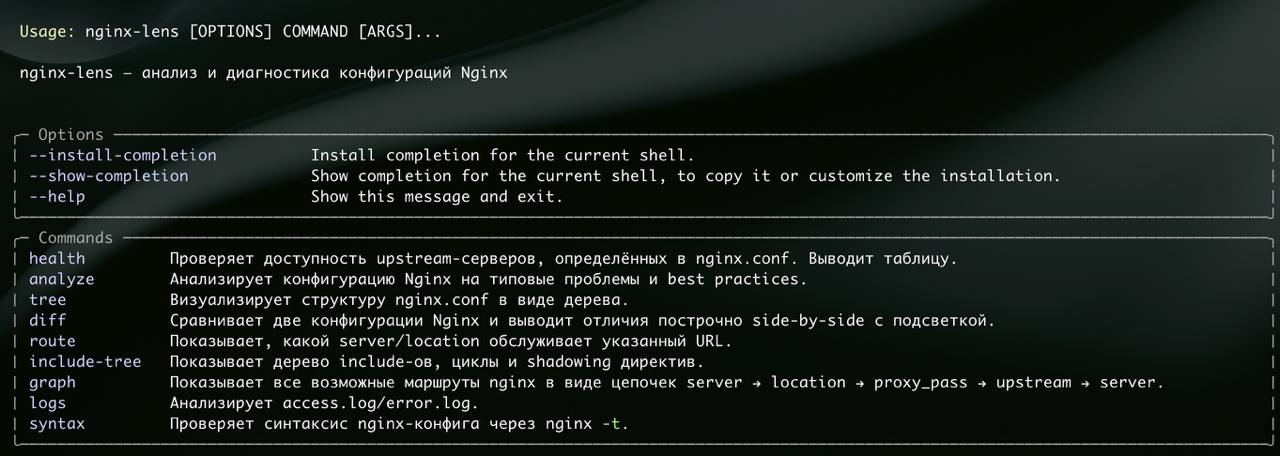 Usage: nginx-lens [OPTIONS] COMMAND [ARGS]...
nginx-lens — анализ и диагностика конфигураций Nginx
Options
--install-completion Install completion for the current shell.
--show-completion Show completion for the current shell, to copy it or customize the installation.
--help Show this message and exit.
Commands
health Проверяет доступность upstream-серверов, определённых в nginx.conf. Выводит таблицу.
analyze Анализирует конфигурацию Nginx на типовые проблемы и best practices.
tree Визуализирует структуру nginx.conf в виде дерева.
diff Сравнивает две конфигурации Nginx и выводит отличия построчно side-by-side с подсветкой.
route Показывает, какой server/location обслуживает указанный URL.
include-tree Показывает дерево include-ов, циклы и shadowing директив.
graph Показывает все возможные маршруты nginx в виде цепочек server → location → proxy_pass → upstream → server.
logs Анализирует access.log/error.log.
syntax Проверяет синтаксис nginx-конфига через nginx -t.